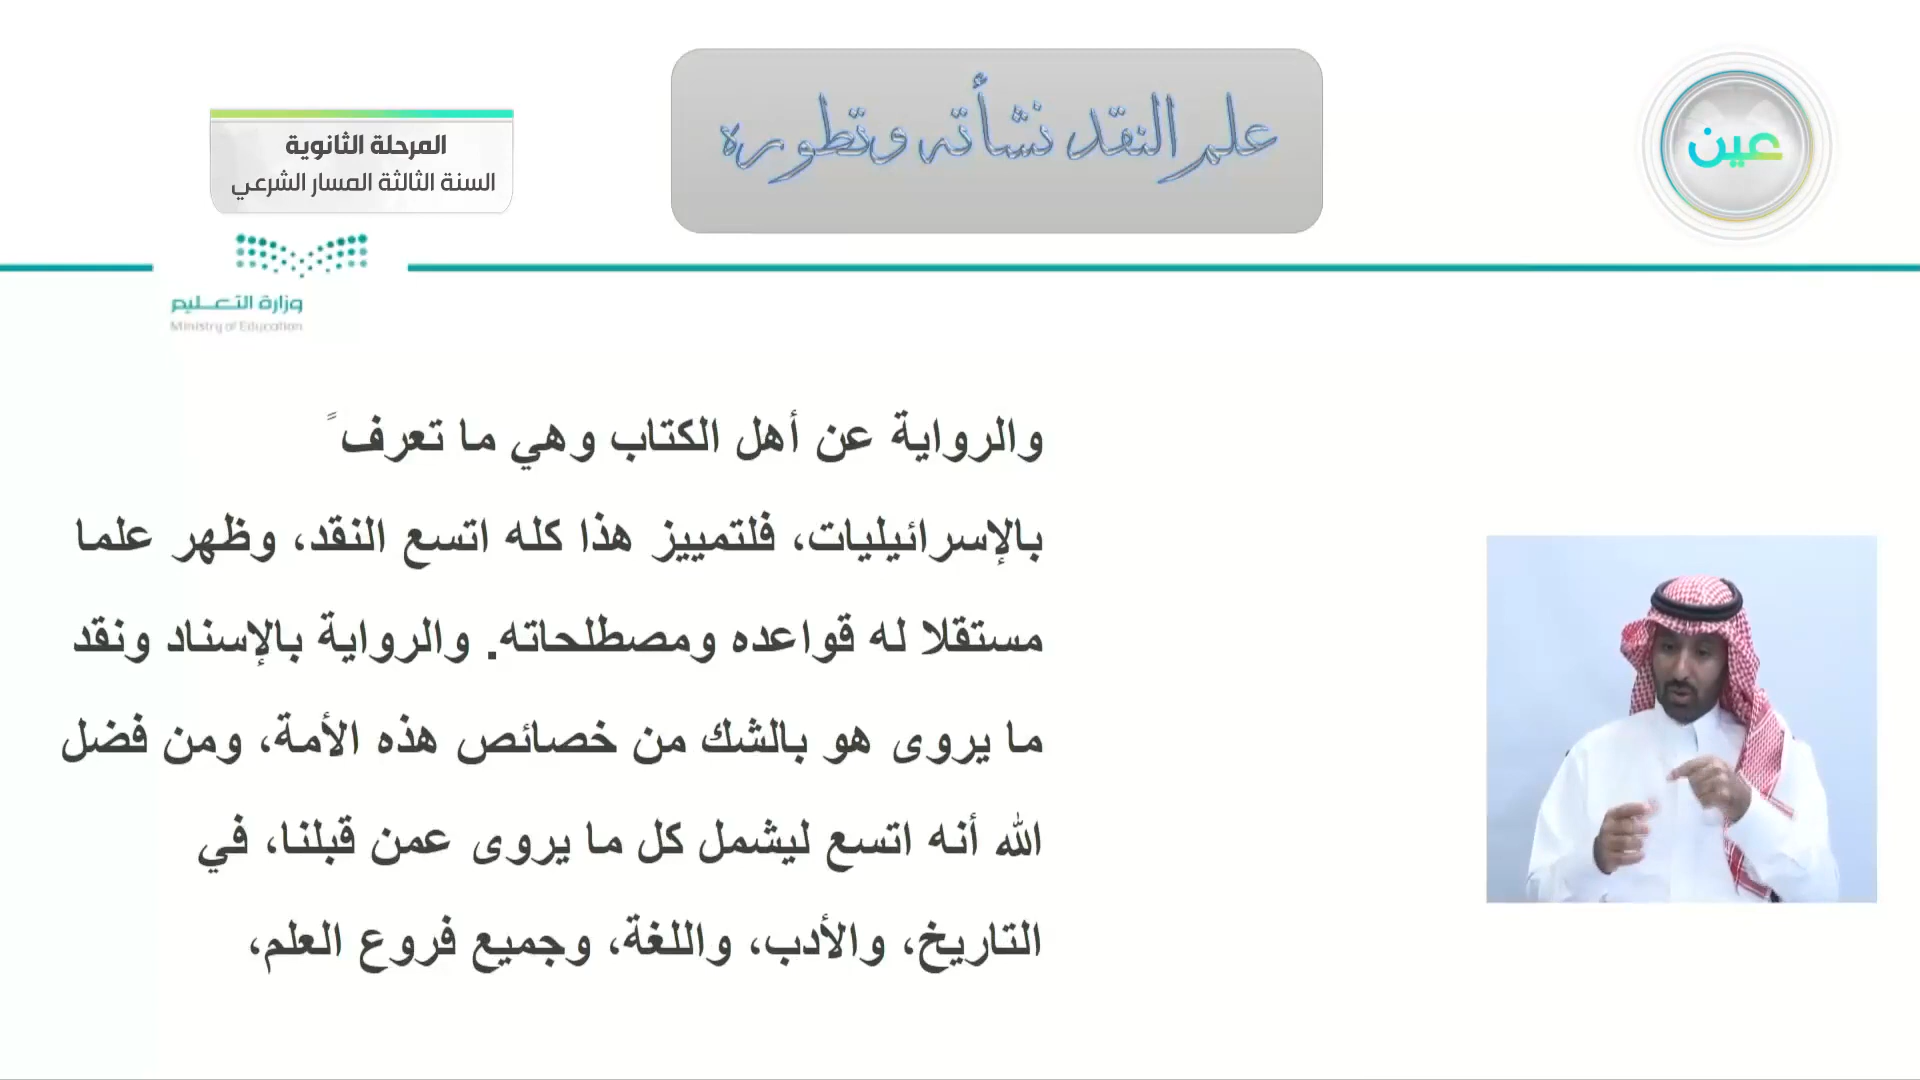 علم النقد نشأته وتطوره
عين
المرحلة الثانوية
السنة الثالثة المسار الشرعي
وزارة التعليم
Ministry of Education
والرواية عن أهل الكتاب وهي ما تعرف ً
بالإسرائيليات، فلتمييز هذا كله اتسع النقد، وظهر علما
مستقلا له قواعده ومصطلحاته. والرواية بالإسناد ونقد
ما يروى هو بالشك من خصائص هذه الأمة، ومن فضل
الله أنه اتسع ليشمل كل ما يروى عمن قبلنا، في
التاريخ، والأدب، واللغة، وجميع فروع العلم،